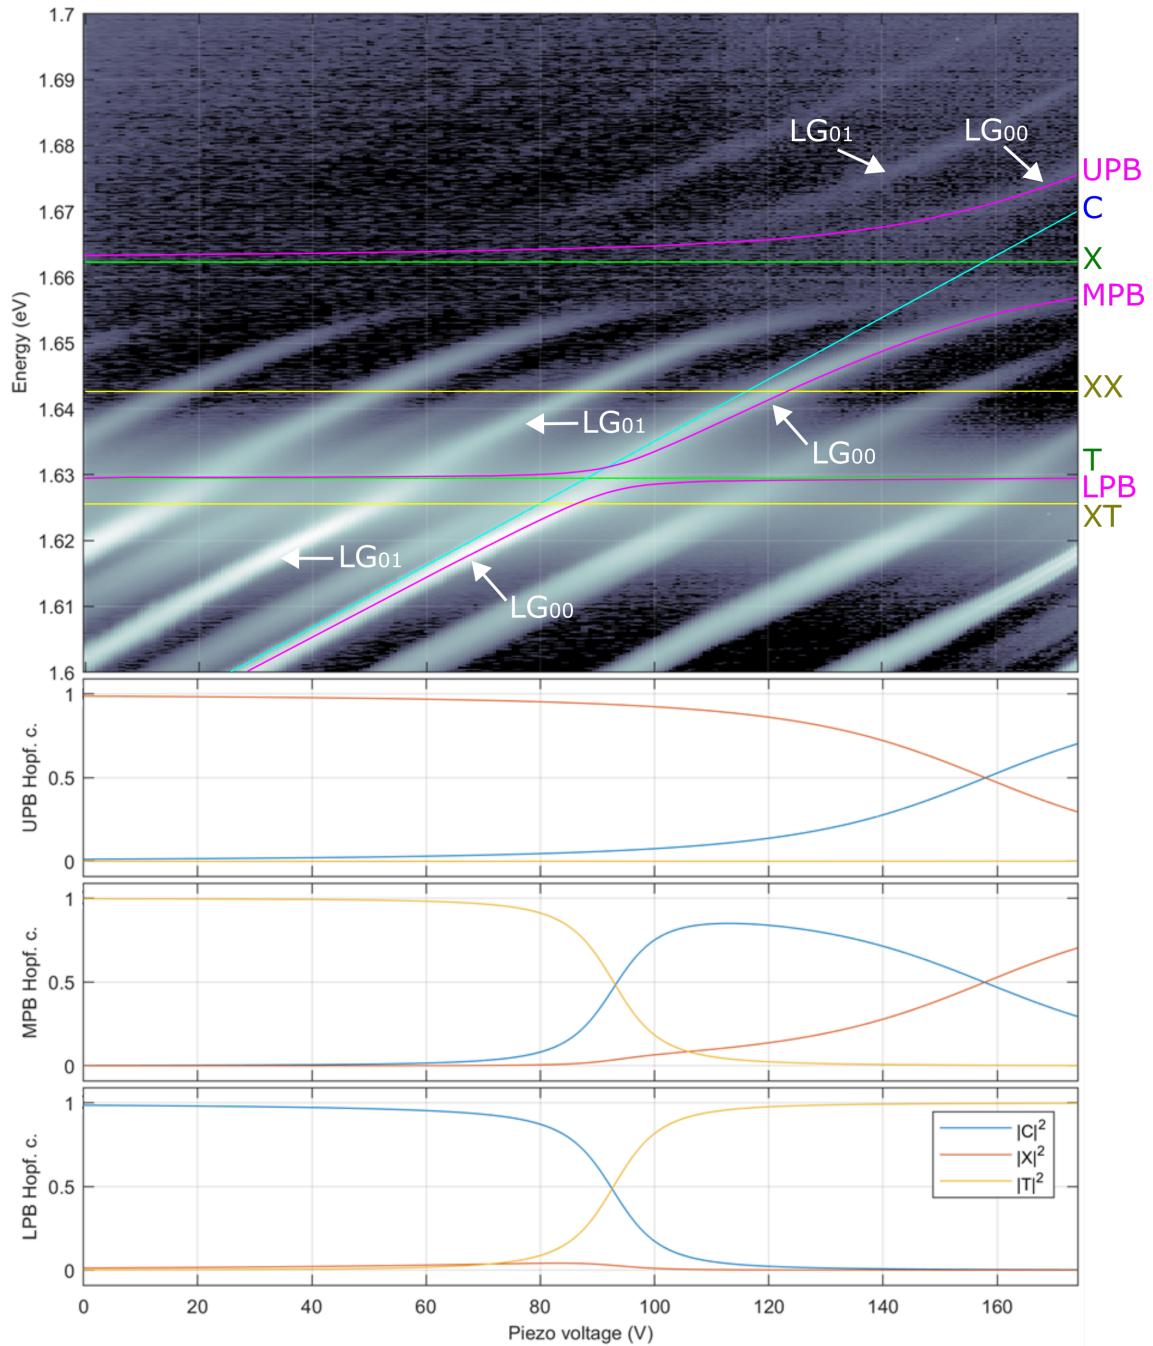 1.7
1.69
1.68
1.67
1.66
1.65
1.64
1.63
1.62
1.61
1.6
Energy (eV)
LG01
LG00
LG01
LG00
LG01
LG00
UPB
C
X
MPB
XX
T
LPB
XT
1
0.5
0
UPB Hopf. c.
1
0.5
0
MPB Hopf. c.
1
0.5
0
LPB Hopf. c.
|C|²
|X|²
|T|²
0 20 40 60 80 100 120 140 160
Piezo voltage (V)